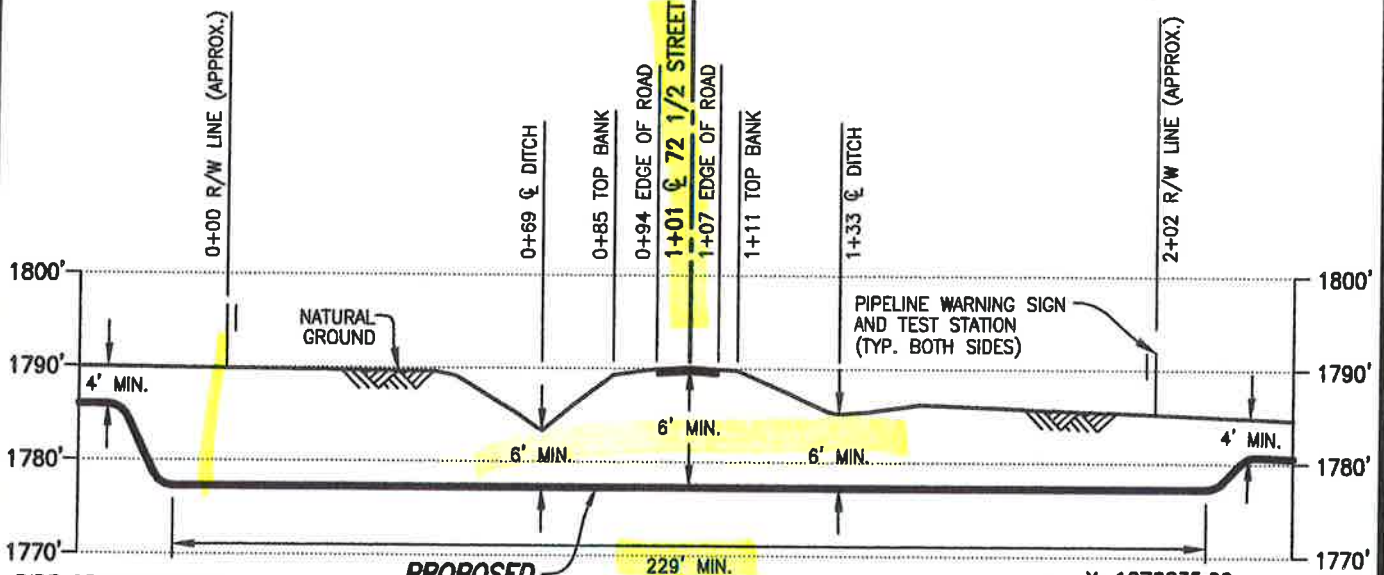 0+00 R/W LINE (APPROX.)
0+69 ℄ DITCH
0+85 TOP BANK
0+94 EDGE OF ROAD
1+01 ℄ 72 1/2 STREET
1+07 EDGE OF ROAD
1+11 TOP BANK
1+33 ℄ DITCH
2+02 R/W LINE (APPROX.)
1800'
1800'
NATURAL
GROUND
PIPELINE WARNING SIGN
AND TEST STATION
(TYP. BOTH SIDES)
1790'
1790'
4' MIN.
6' MIN.
6' MIN.
6' MIN.
4' MIN.
1780'
1780'
1770'
1770'
229' MIN.
PROPOSED